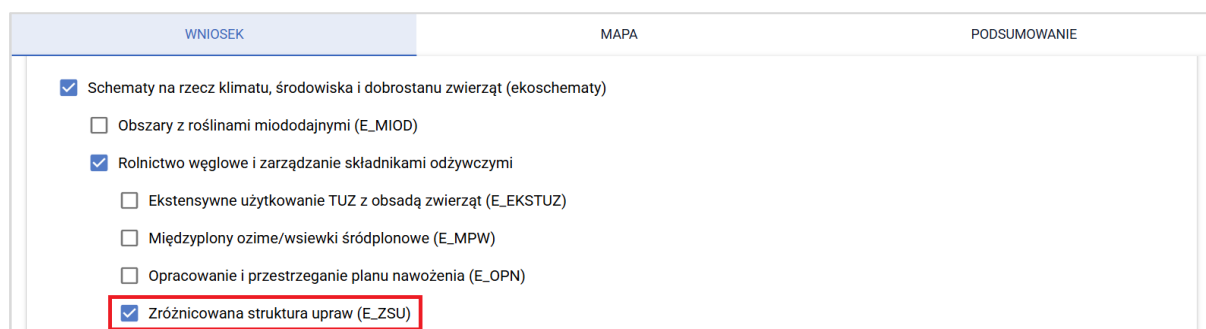 WNIOSEK MAPA PODSUMOWANIE
Schematy na rzecz klimatu, środowiska i dobrostanu zwierząt (ekoschematy)
Obszary z roślinami miododajnymi (E_MIOD)
Rolnictwo węglowe i zarządzanie składnikami odżywczymi
Ekstensywne użytkowanie TUZ z obsadą zwierząt (E_EKSTUZ)
Międzyplony ozime/wsiewki śródplonowe (E_MPW)
Opracowanie i przestrzeganie planu nawożenia (E_OPN)
Zróżnicowana struktura upraw (E_ZSU)